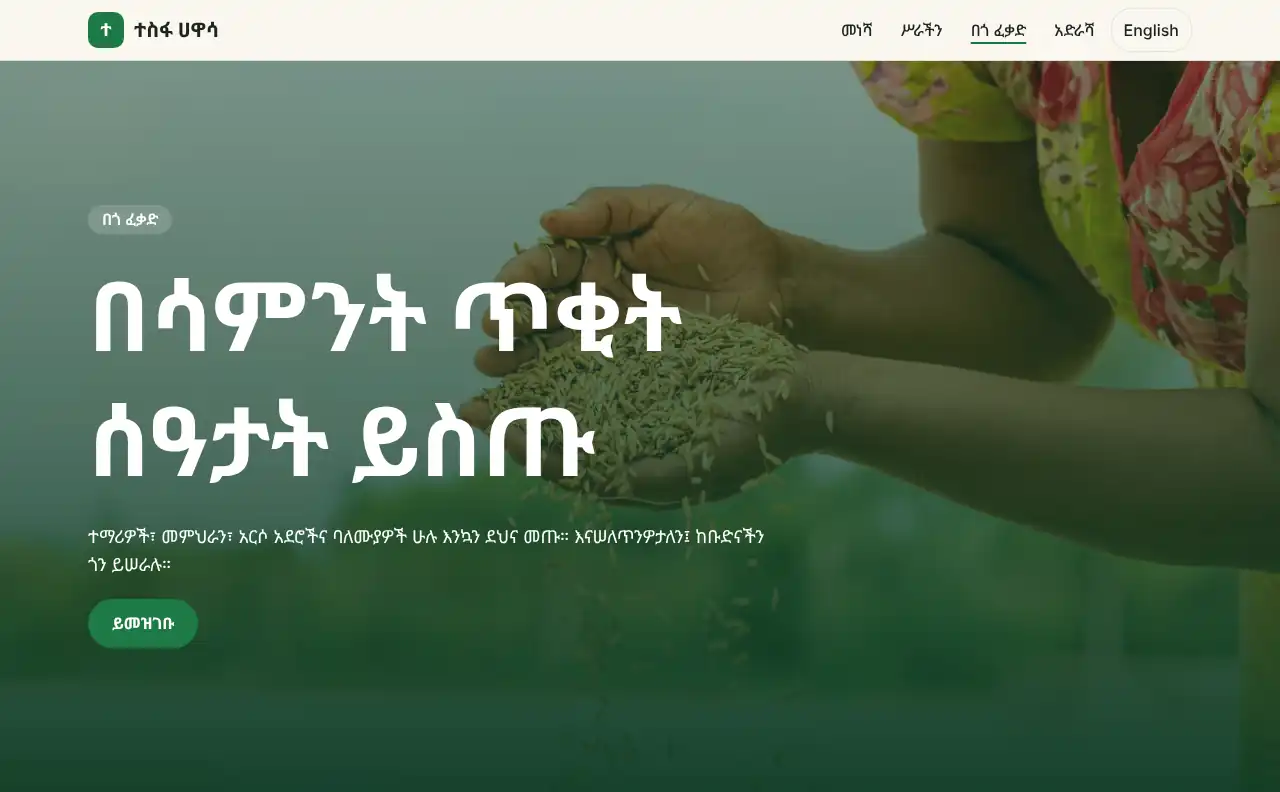 ተ ተስፋ ሀዋሳ
መነሻ ሥራችን በጎ ፈቃድ አድራሻ English
በጎ ፈቃድ
በሳምንት ጥቂት
ሰዓታት ይስጡ
ተማሪዎች፣ መምህራን፣ አርሶ አደሮችና ባለሙያዎች ሁሉ እንኳን ደህና መጡ። እናሠለጥንዎታለን፤ ከቡድናችን
ጎን ይሠራሉ።
ይመዝገቡ